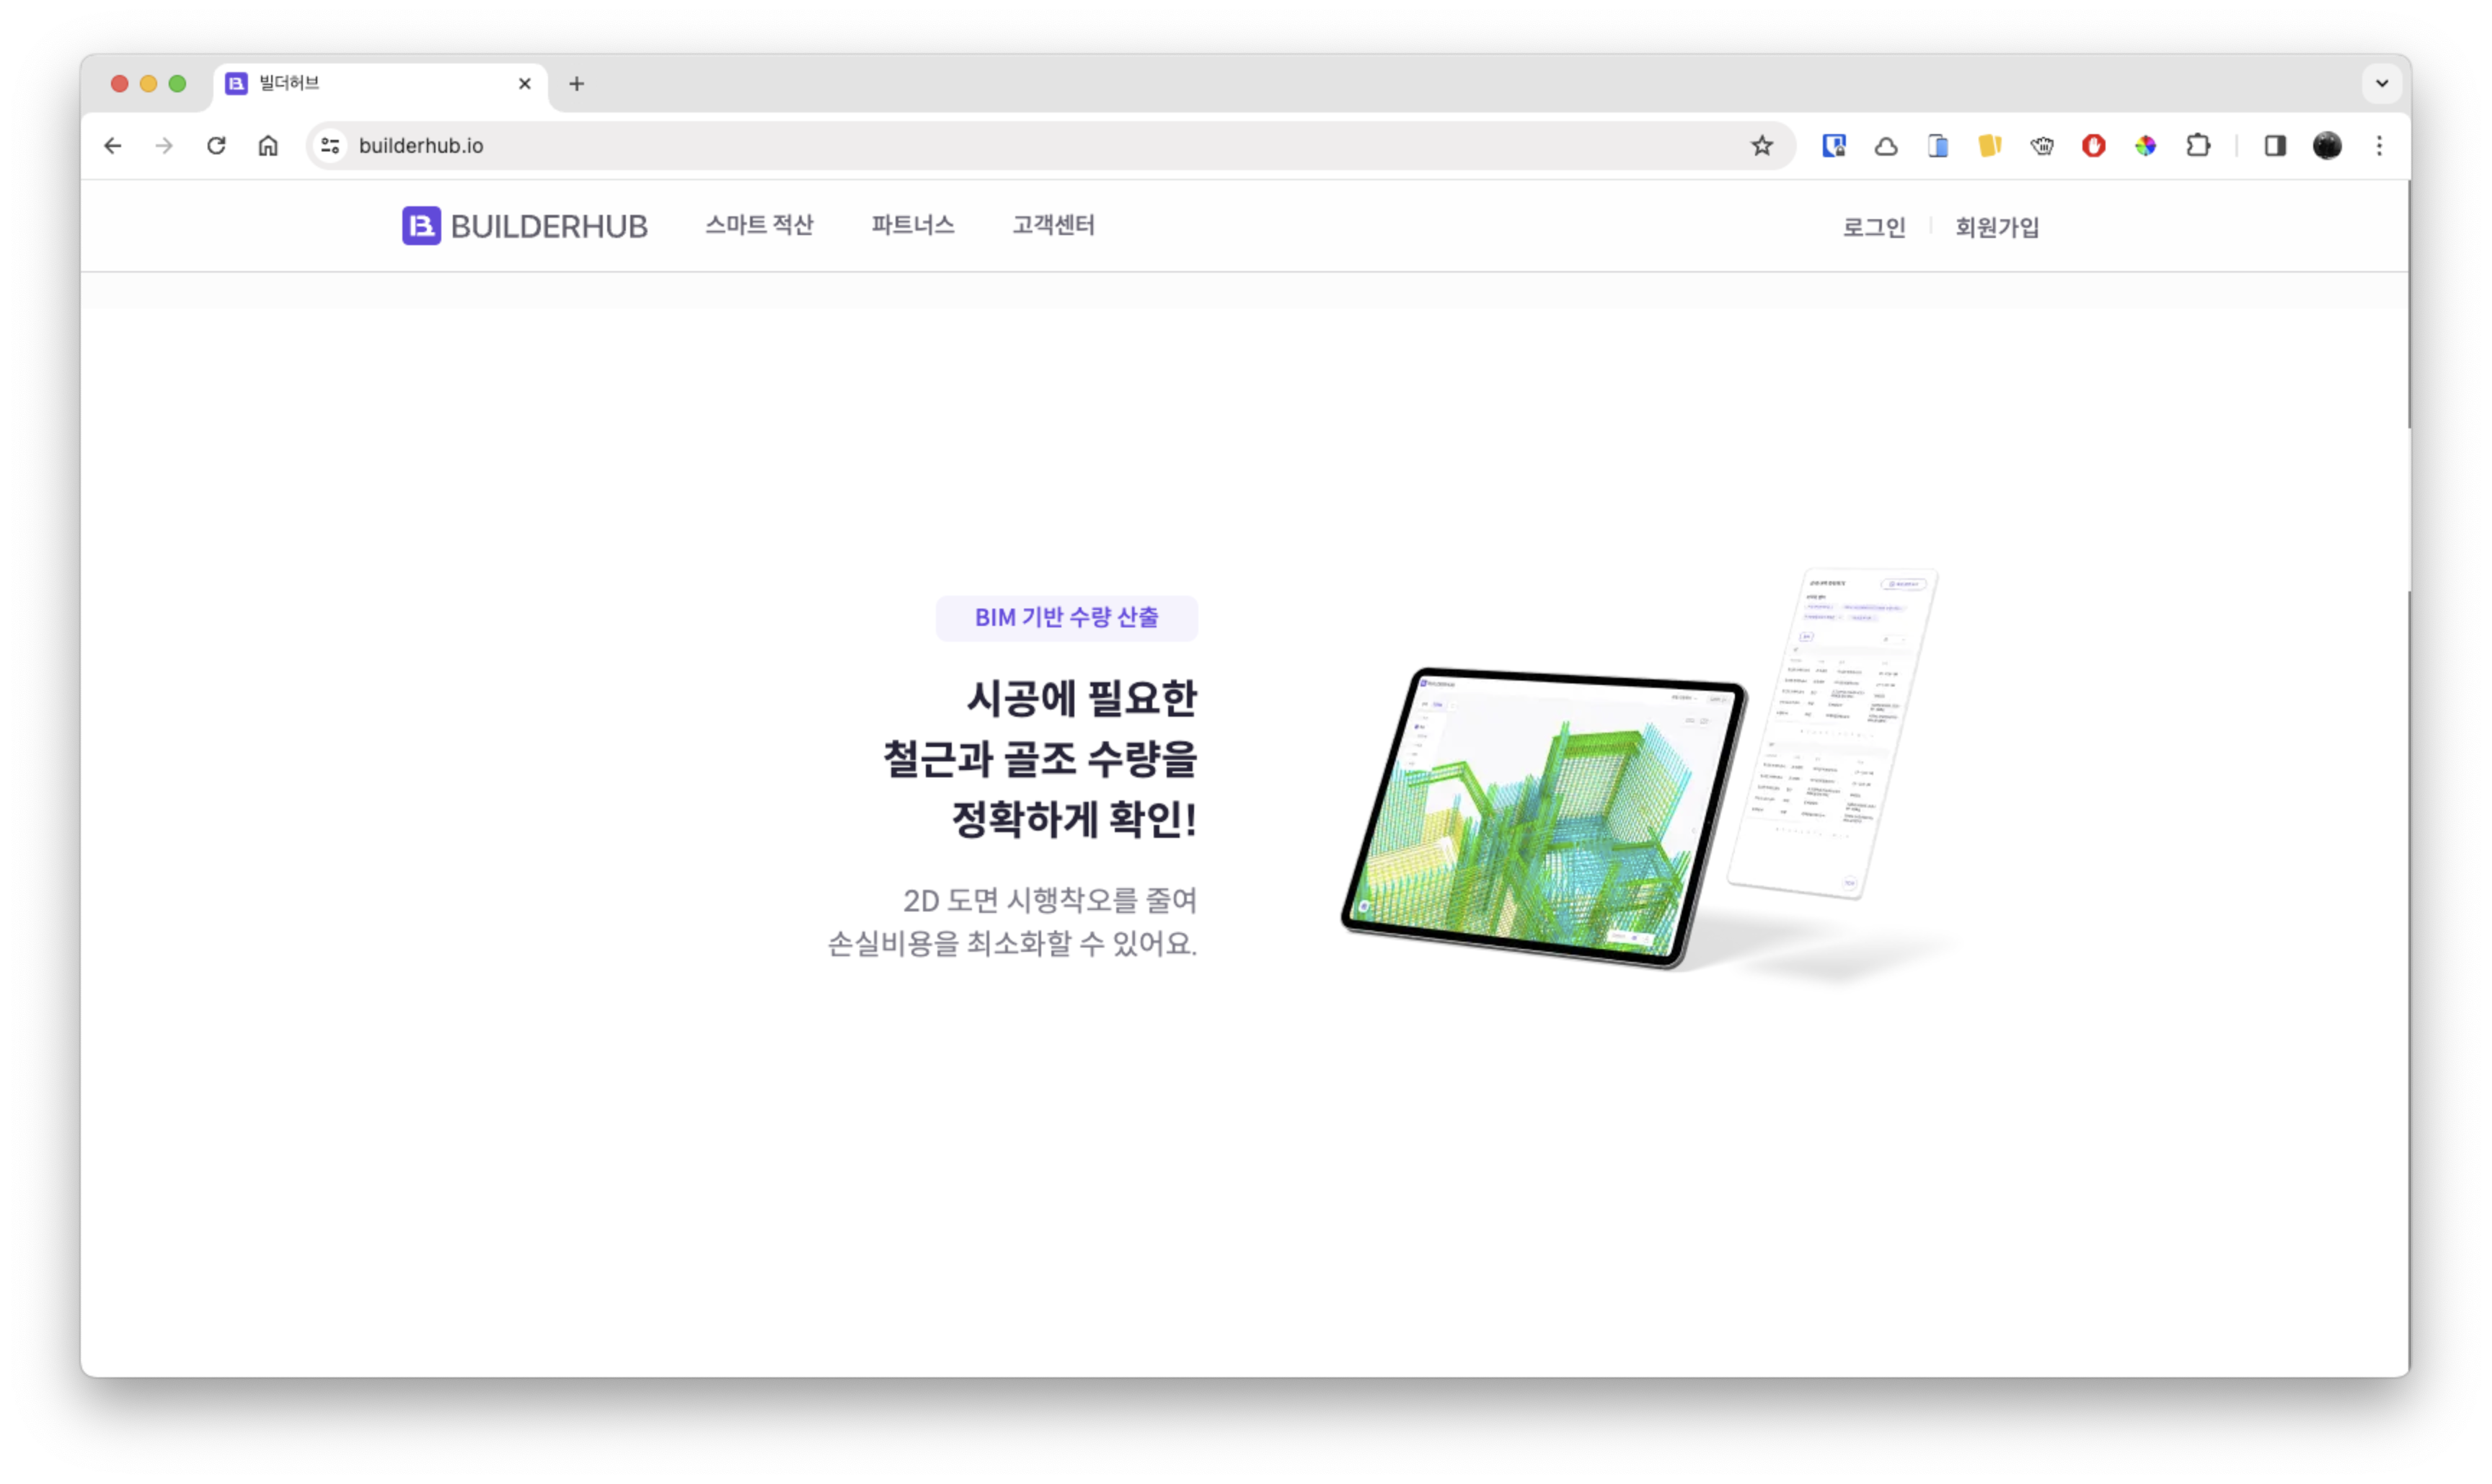 빌더허브
builderhub.io
BUILDERHUB 스마트 적산 파트너스 고객센터 로그인 회원가입
BIM 기반 수량 산출
시공에 필요한
철근과 골조 수량을
정확하게 확인!
2D 도면 시행착오를 줄여
손실비용을 최소화할 수 있어요.
BUILDERHUB